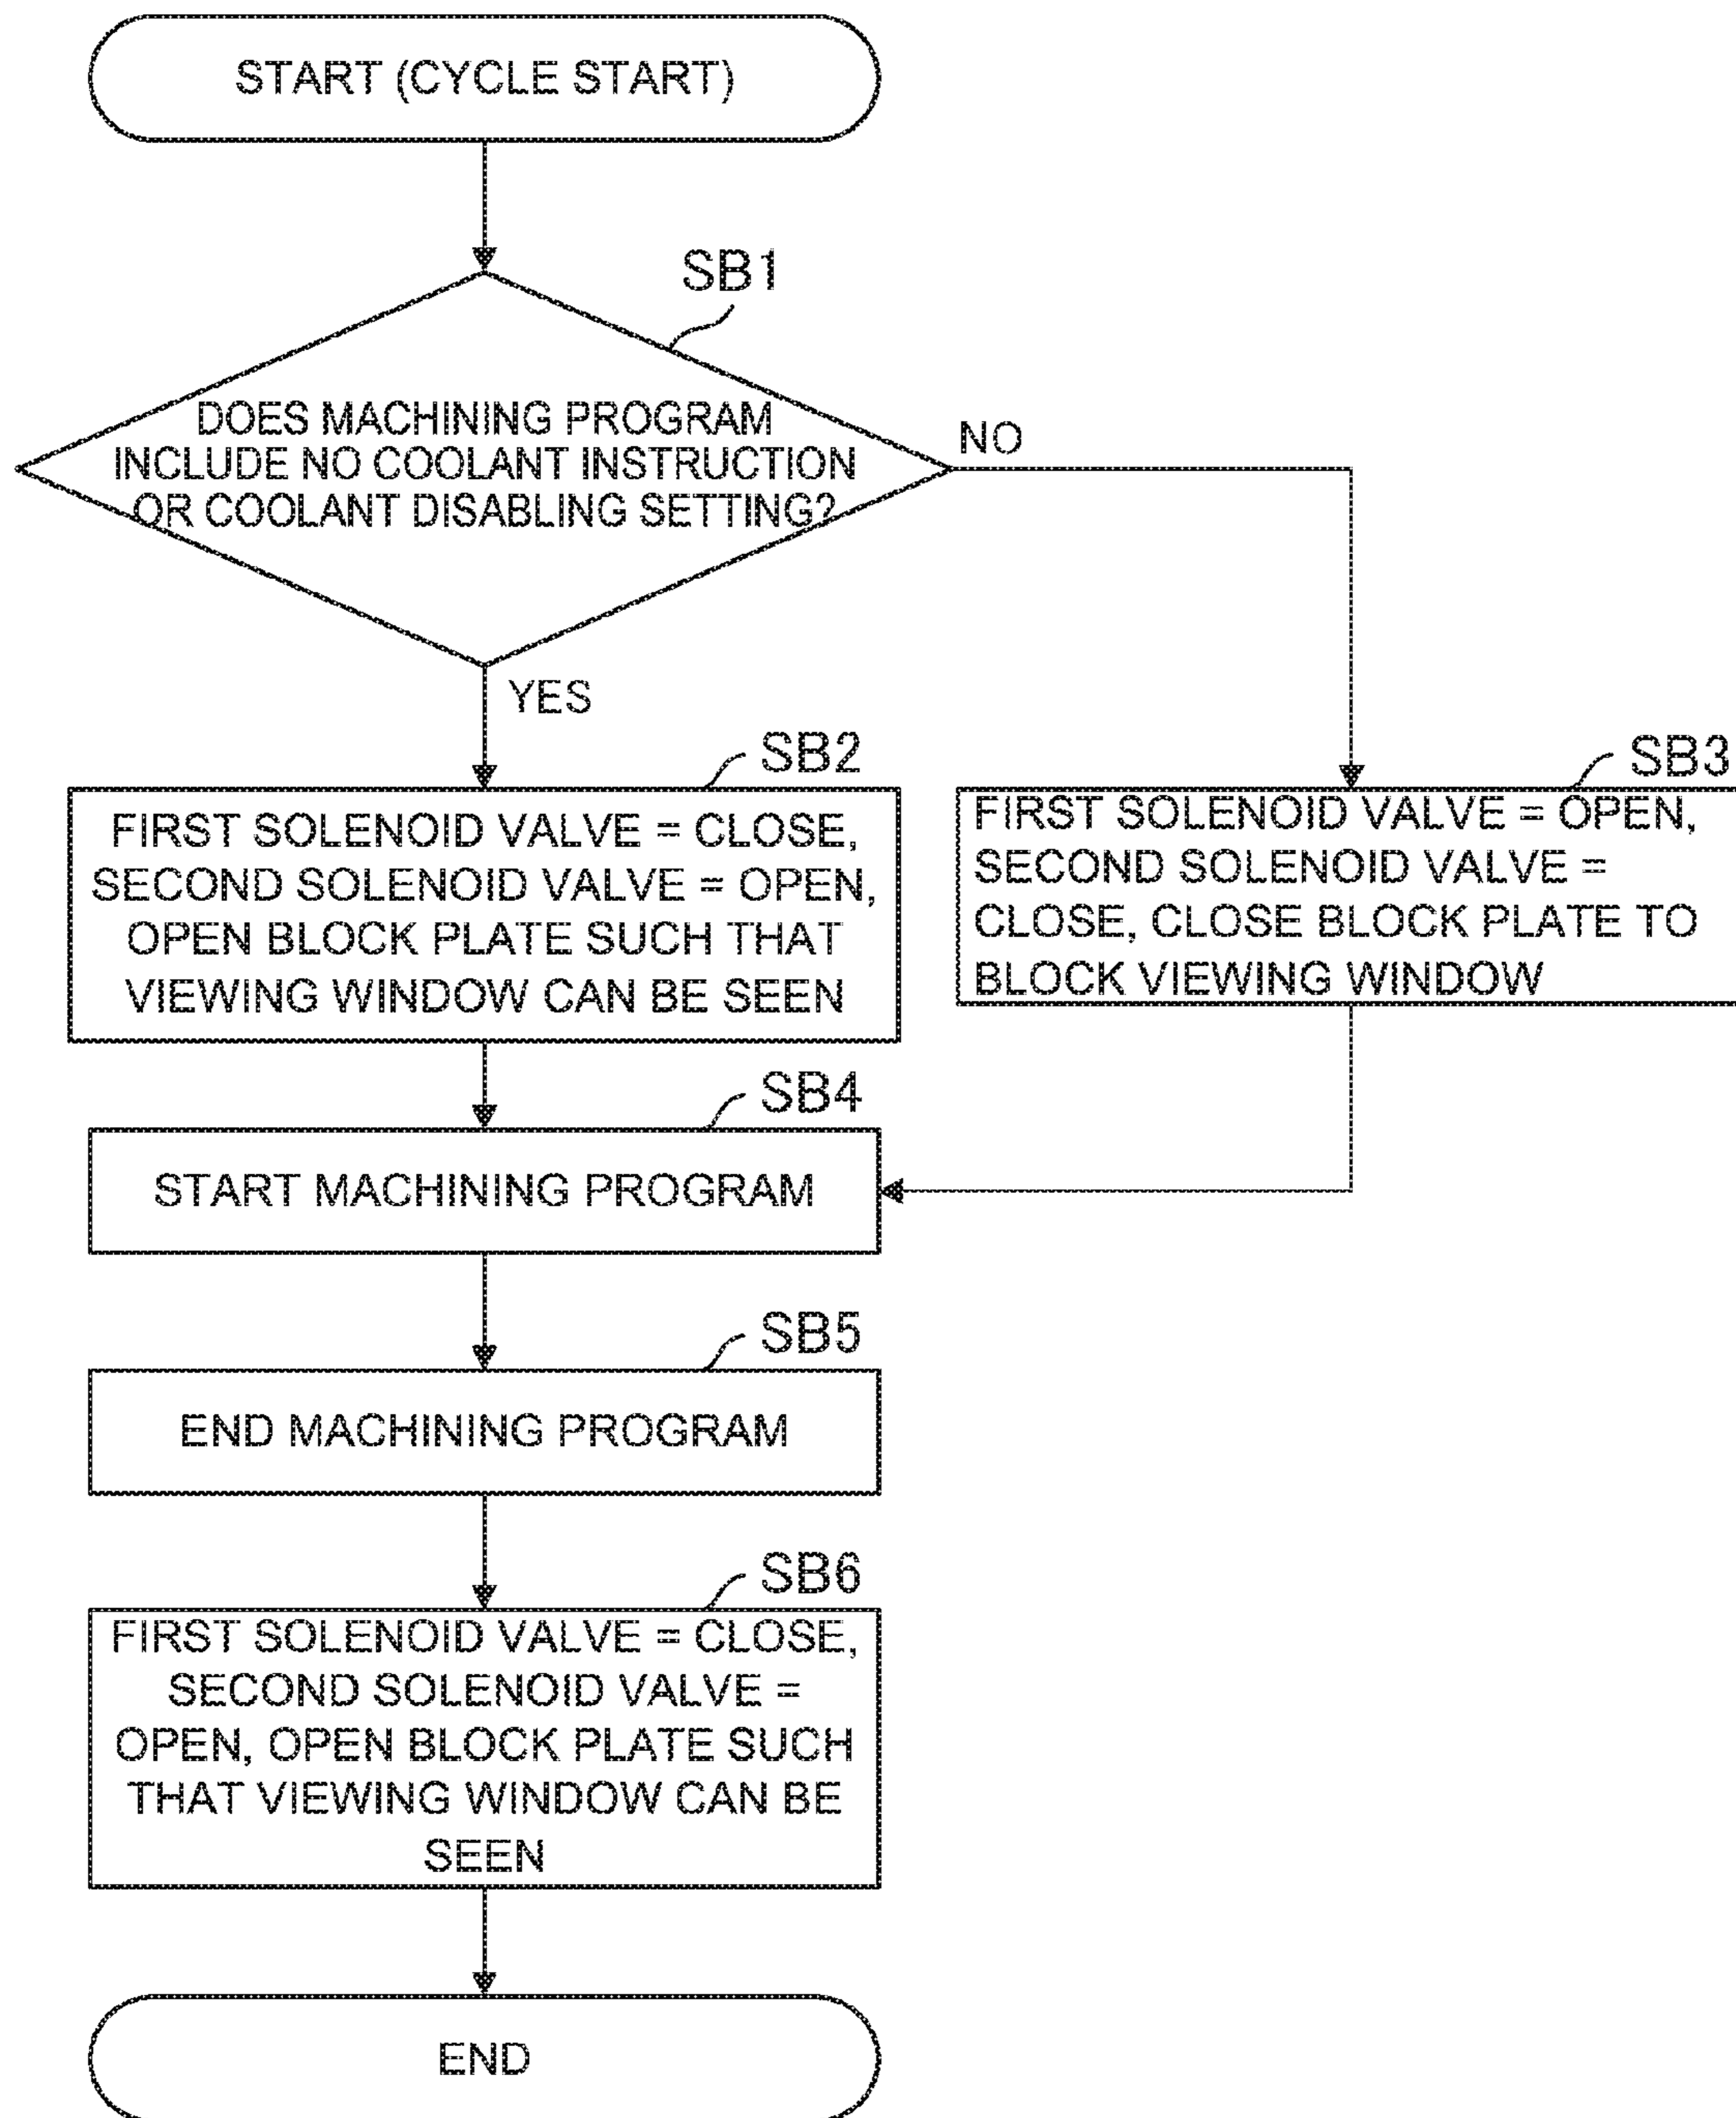 START (CYCLE START)
SB1
DOES MACHINING PROGRAM
INCLUDE NO COOLANT INSTRUCTION
OR COOLANT DISABLING SETTING?
NO
YES
SB2
FIRST SOLENOID VALVE = CLOSE,
SECOND SOLENOID VALVE = OPEN,
OPEN BLOCK PLATE SUCH THAT
VIEWING WINDOW CAN BE SEEN
SB3
FIRST SOLENOID VALVE = OPEN,
SECOND SOLENOID VALVE =
CLOSE, CLOSE BLOCK PLATE TO
BLOCK VIEWING WINDOW
SB4
START MACHINING PROGRAM
SB5
END MACHINING PROGRAM
SB6
FIRST SOLENOID VALVE = CLOSE,
SECOND SOLENOID VALVE =
OPEN, OPEN BLOCK PLATE SUCH
THAT VIEWING WINDOW CAN BE
SEEN
END